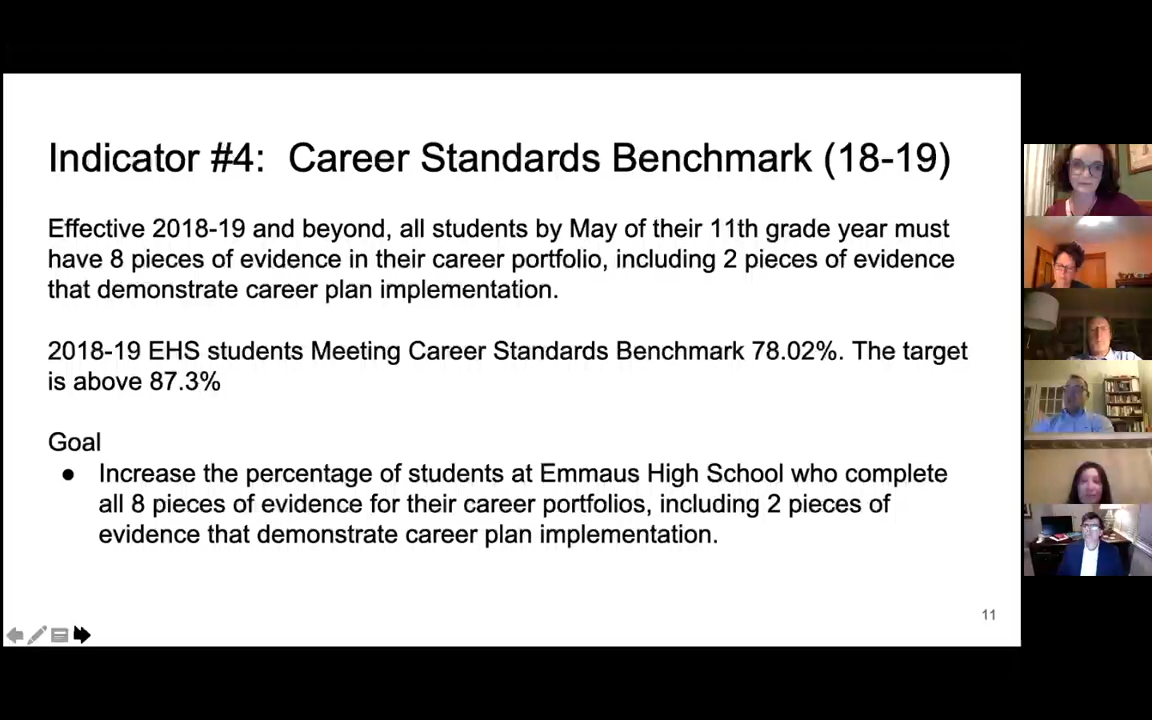 Indicator #4:  Career Standards Benchmark (18-19)
Effective 2018-19 and beyond, all students by May of their 11th grade year must
have 8 pieces of evidence in their career portfolio, including 2 pieces of evidence
that demonstrate career plan implementation.
2018-19 EHS students Meeting Career Standards Benchmark 78.02%. The target
is above 87.3%
Goal
● Increase the percentage of students at Emmaus High School who complete
all 8 pieces of evidence for their career portfolios, including 2 pieces of
evidence that demonstrate career plan implementation.
11